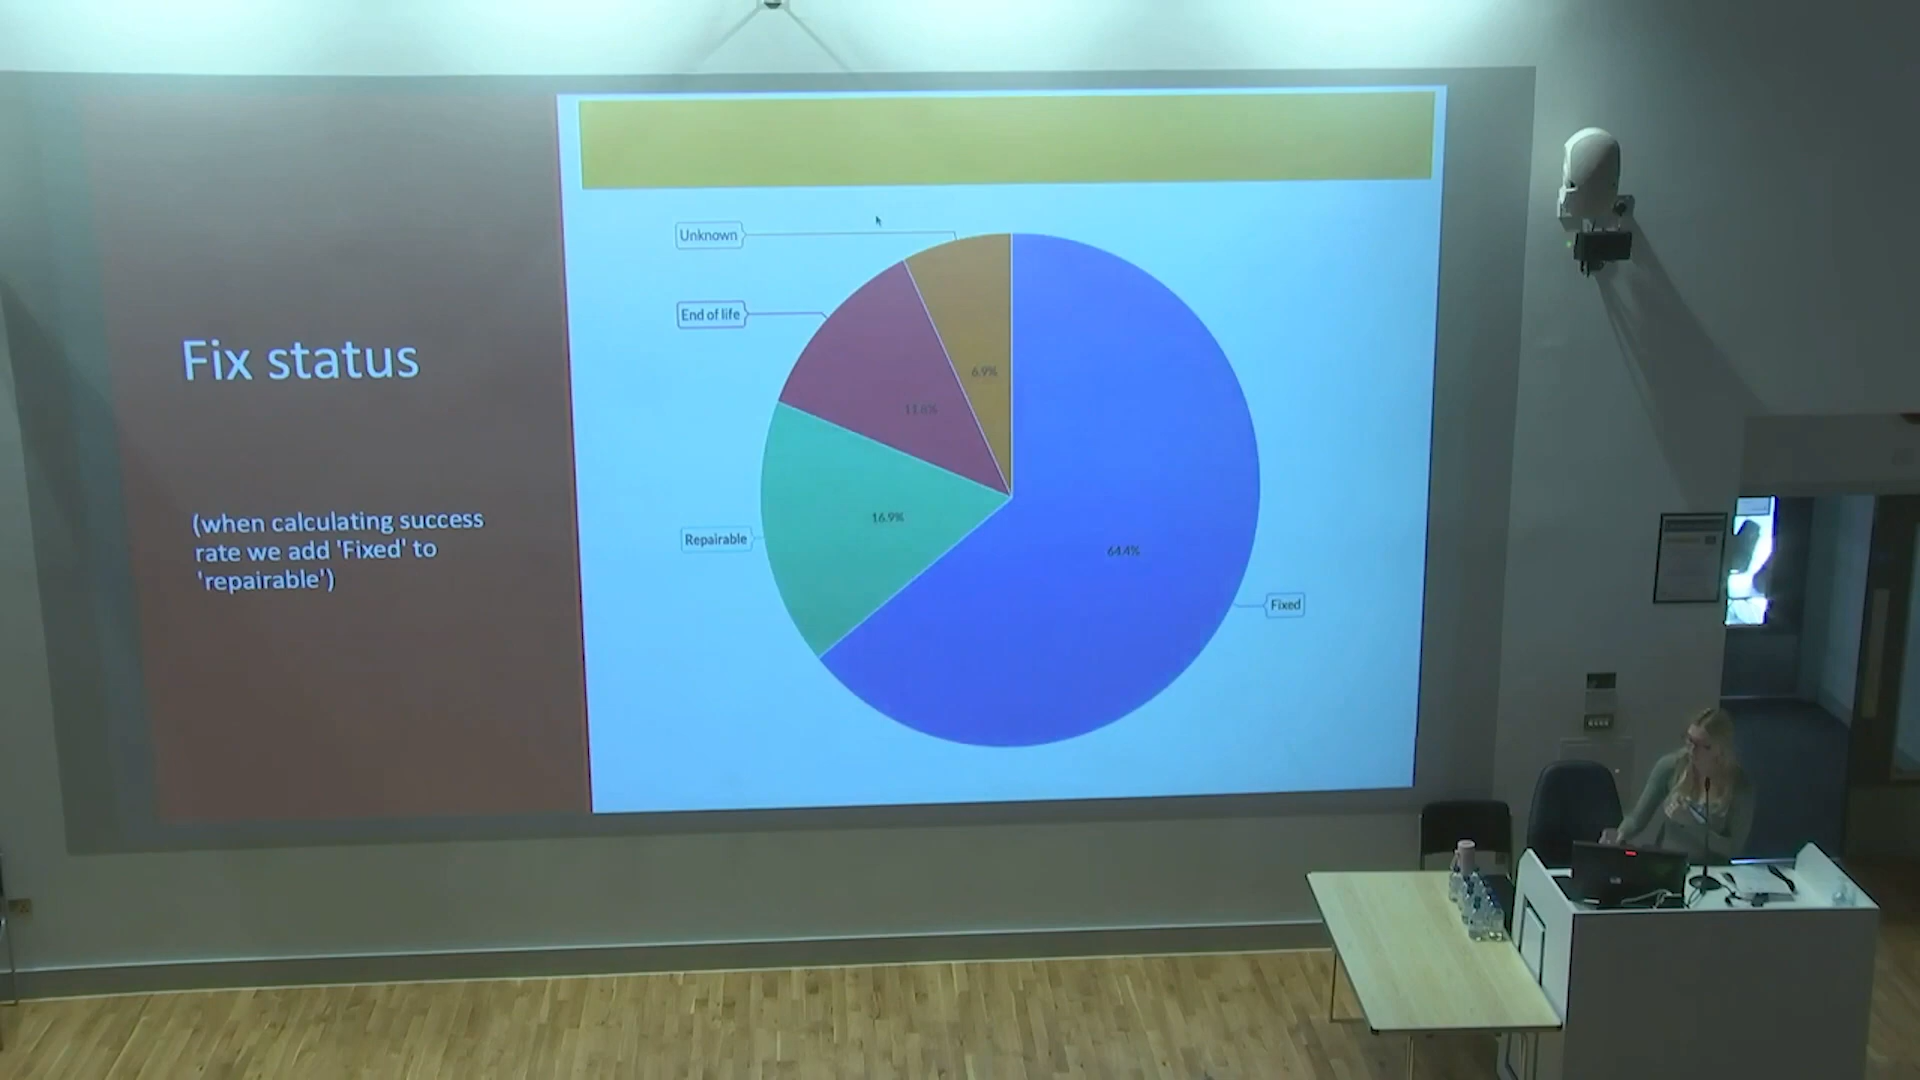 Fix status
(when calculating success
rate we add 'Fixed' to
'repairable')
Unknown
End of life
Repairable
Fixed
6.9%
16.9%
64.4%